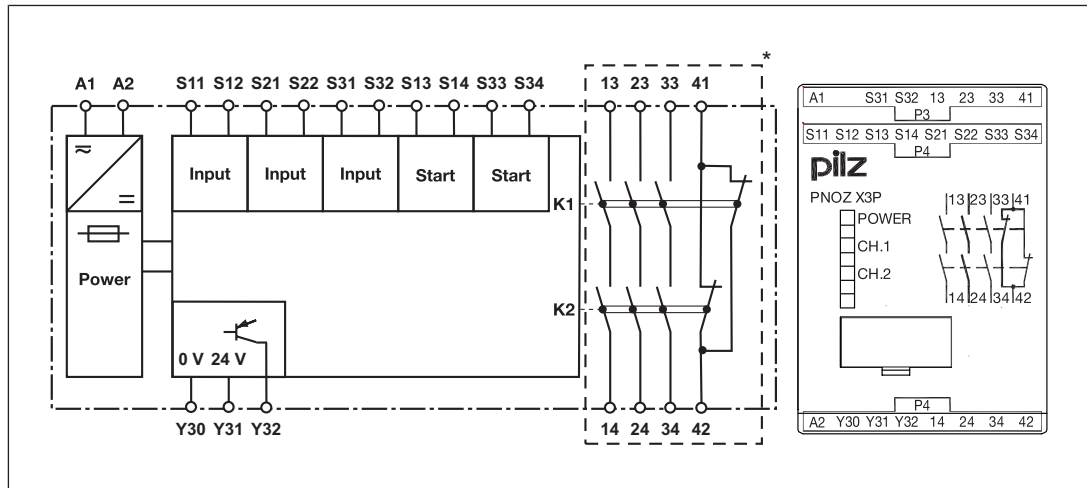 *
A1 A2 S11 S12 S21 S22 S31 S32 S13 S14 S33 S34 13 23 33 41
Input Input Input Start Start
K1
Power
K2
0 V 24 V
Y30 Y31 Y32 14 24 34 42
A1 S31 S32 13 23 33 41
P3
S11 S12 S13 S14 S21 S22 S33 S34
P4
pilz
PNOZ X3P
13 23 33 41
POWER
CH.1
CH.2
14 24 34 42
P4
A2 Y30 Y31 Y32 14 24 34 42